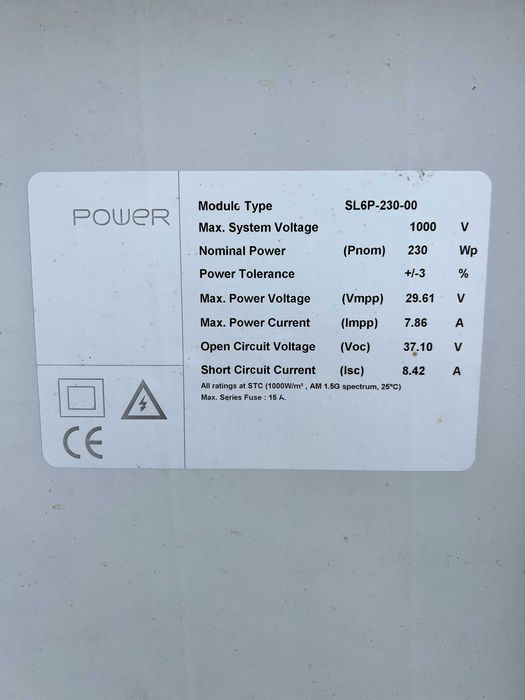 POWER
Module Type SL6P-230-00
Max. System Voltage 1000 V
Nominal Power (Pnom) 230 Wp
Power Tolerance +/-3 %
Max. Power Voltage (Vmpp) 29.61 V
Max. Power Current (Impp) 7.86 A
Open Circuit Voltage (Voc) 37.10 V
Short Circuit Current (Isc) 8.42 A
All ratings at STC (1000W/m², AM 1.5G spectrum, 25°C)
Max. Series Fuse : 15 A.
CE